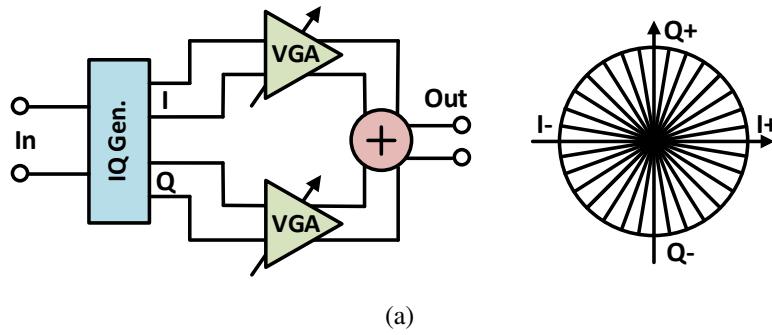 In
IQ Gen.
I
Q
VGA
VGA
+
Out
Q+
I-
I+
Q-
(a)